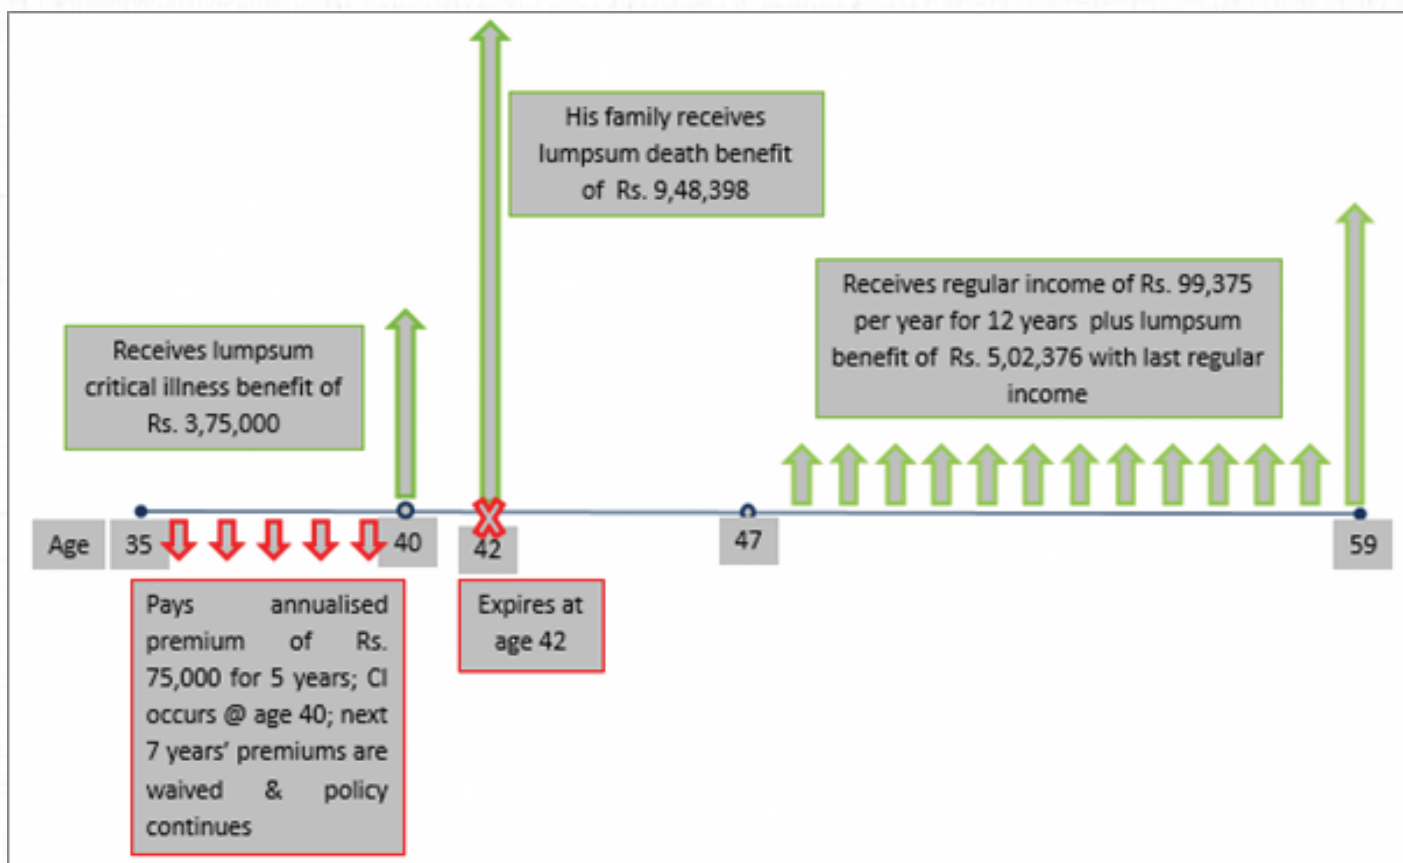 His family receives
lumpsum death benefit
of Rs. 9,48,398
Receives regular income of Rs. 99,375
per year for 12 years plus lumpsum
benefit of Rs. 5,02,376 with last regular
income
Receives lumpsum
critical illness benefit of
Rs. 3,75,000
Age
35
40
42
47
59
Pays annualised
premium of Rs.
75,000 for 5 years; CI
occurs @ age 40; next
7 years’ premiums are
waived & policy
continues
Expires at
age 42